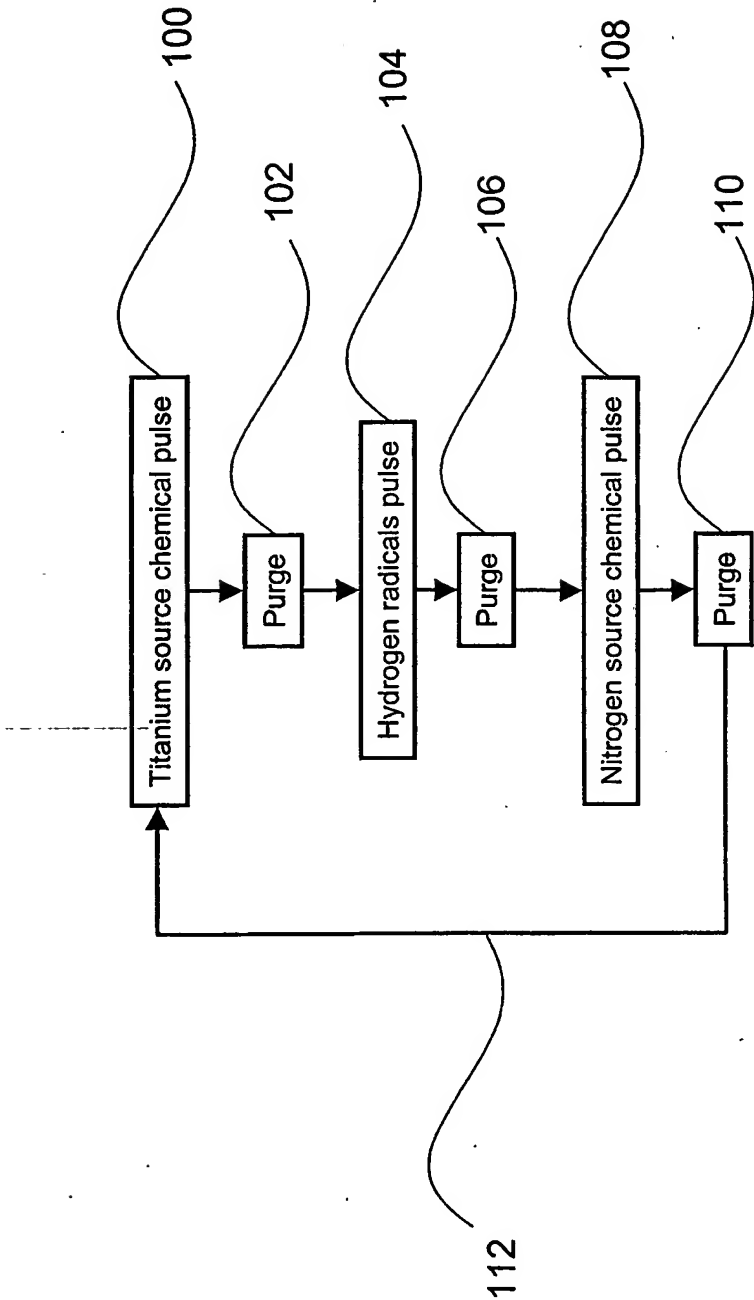 Titanium source chemical pulse
100
Purge
102
Hydrogen radicals pulse
104
Purge
106
Nitrogen source chemical pulse
108
Purge
110
112